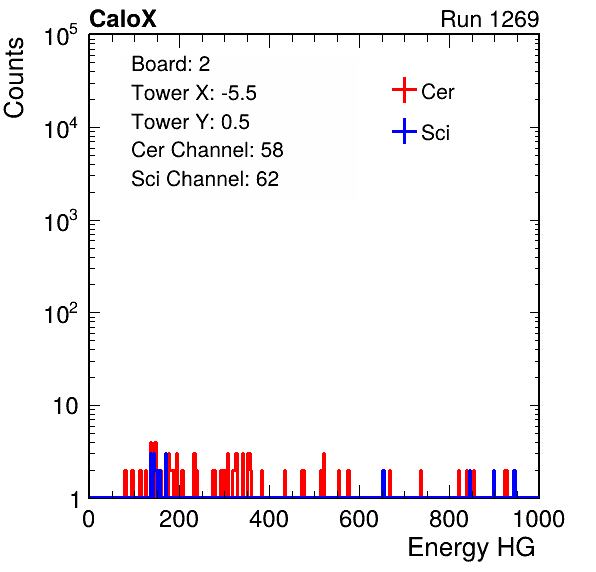 CaloX Run 1269
Counts
Board: 2
Tower X: -5.5
Tower Y: 0.5
Cer Channel: 58
Sci Channel: 62
Cer
Sci
10^5
10^4
10^3
10^2
10
1
0 200 400 600 800 1000
Energy HG